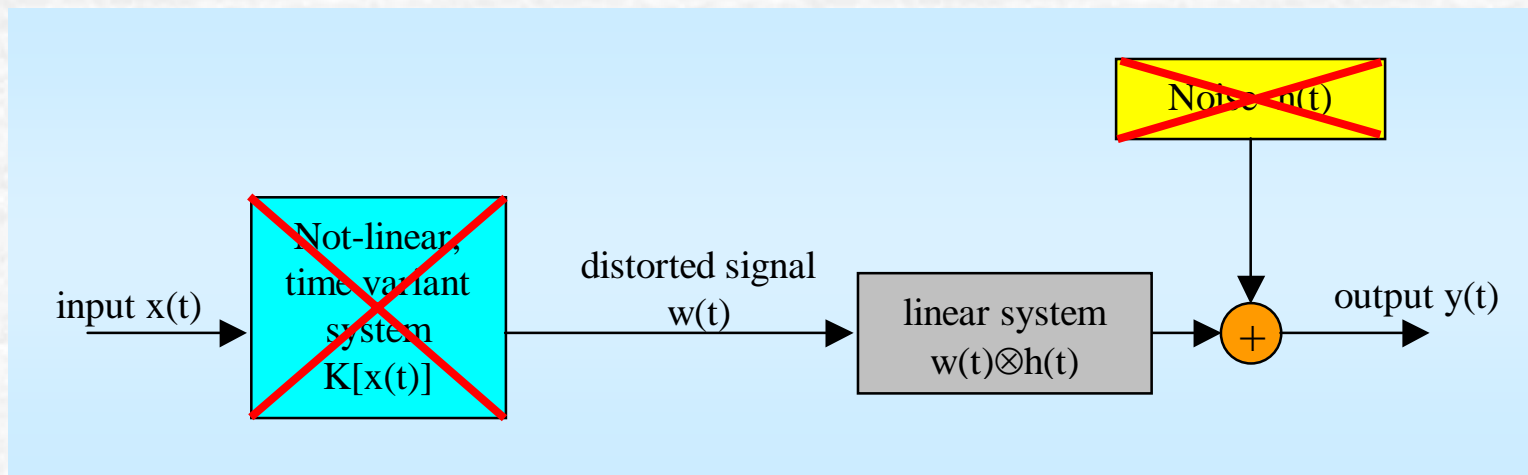 Noise n(t)
Not-linear,
time variant
system
K[x(t)]
input x(t)
distorted signal
w(t)
linear system
w(t)⊗h(t)
+
output y(t)